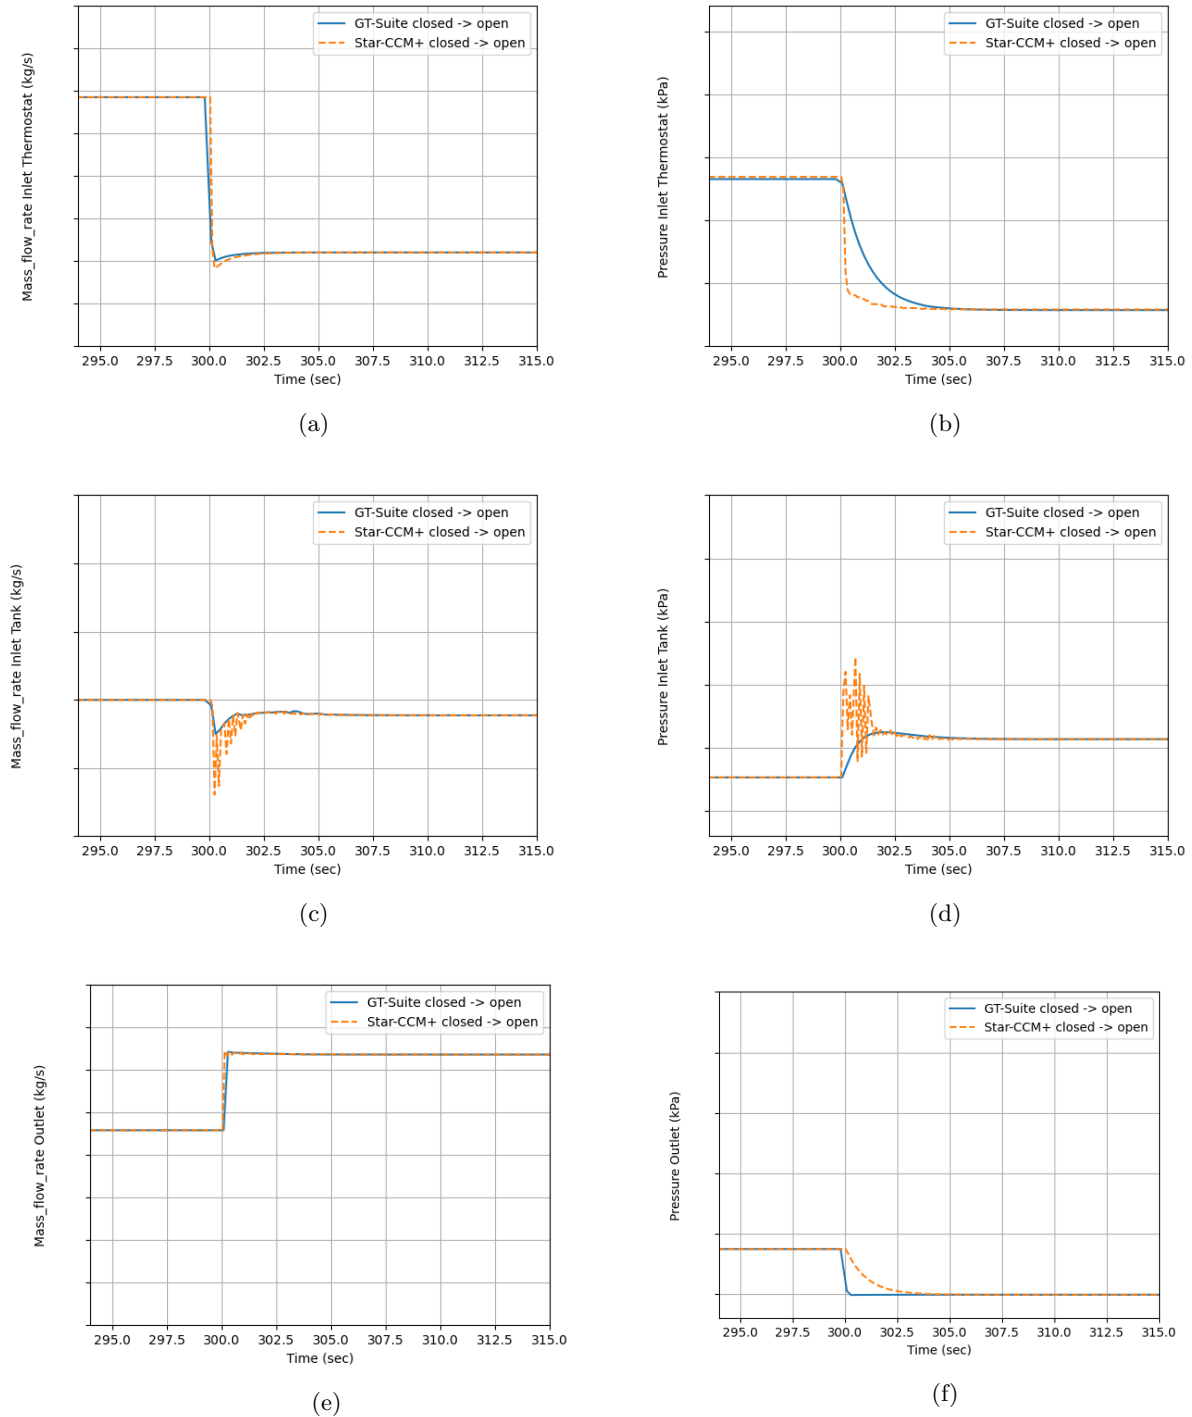 GT-Suite closed -> open
Star-CCM+ closed -> open
Mass_flow_rate Inlet Thermostat (kg/s)
295.0 297.5 300.0 302.5 305.0 307.5 310.0 312.5 315.0
Time (sec)
(a)
GT-Suite closed -> open
Star-CCM+ closed -> open
Pressure Inlet Thermostat (kPa)
295.0 297.5 300.0 302.5 305.0 307.5 310.0 312.5 315.0
Time (sec)
(b)
GT-Suite closed -> open
Star-CCM+ closed -> open
Mass_flow_rate Inlet Tank (kg/s)
295.0 297.5 300.0 302.5 305.0 307.5 310.0 312.5 315.0
Time (sec)
(c)
GT-Suite closed -> open
Star-CCM+ closed -> open
Pressure Inlet Tank (kPa)
295.0 297.5 300.0 302.5 305.0 307.5 310.0 312.5 315.0
Time (sec)
(d)
GT-Suite closed -> open
Star-CCM+ closed -> open
Mass_flow_rate Outlet (kg/s)
295.0 297.5 300.0 302.5 305.0 307.5 310.0 312.5 315.0
Time (sec)
(e)
GT-Suite closed -> open
Star-CCM+ closed -> open
Pressure Outlet (kPa)
295.0 297.5 300.0 302.5 305.0 307.5 310.0 312.5 315.0
Time (sec)
(f)